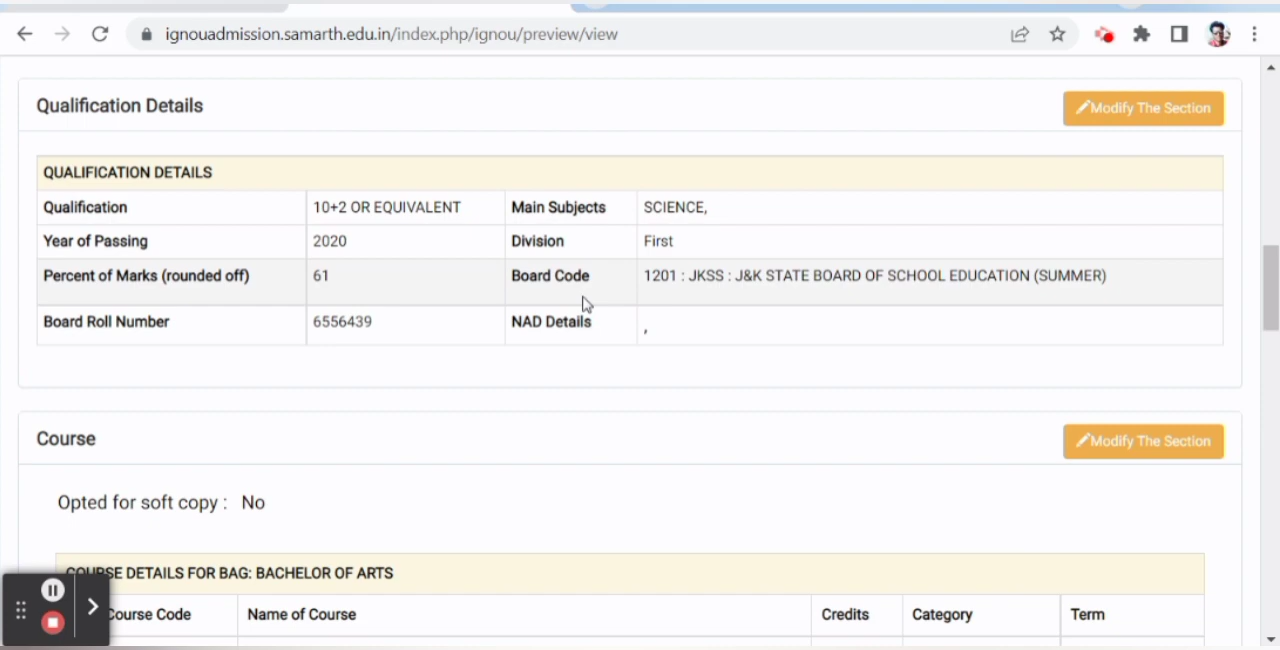 ignouadmission.samarth.edu.in/index.php/ignou/preview/view
Qualification Details
Modify The Section
QUALIFICATION DETAILS
Qualification 10+2 OR EQUIVALENT Main Subjects SCIENCE,
Year of Passing 2020 Division First
Percent of Marks (rounded off) 61 Board Code 1201 : JKSS : J&K STATE BOARD OF SCHOOL EDUCATION (SUMMER)
Board Roll Number 6556439 NAD Details ,
Course
Modify The Section
Opted for soft copy : No
COURSE DETAILS FOR BAG: BACHELOR OF ARTS
Course Code Name of Course Credits Category Term